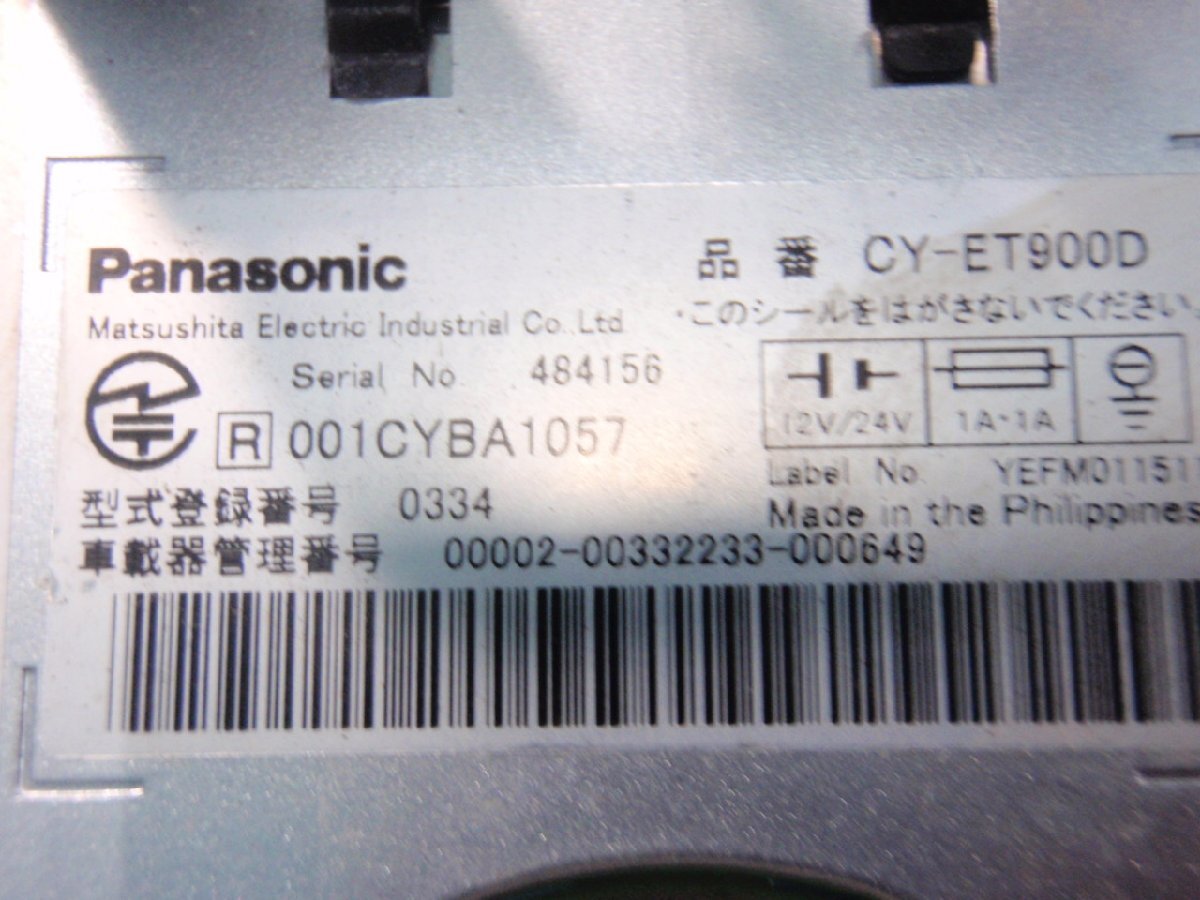 Panasonic
品番 CY-ET900D
Matsushita Electric Industrial Co.,Ltd.
・このシールをはがさないでください。
Serial No. 484156
R 001CYBA1057
12V/24V 1A・1A
Label No. YEFM011511
型式登録番号 0334
Made in the Philippines
車載器管理番号 00002-00332233-000649